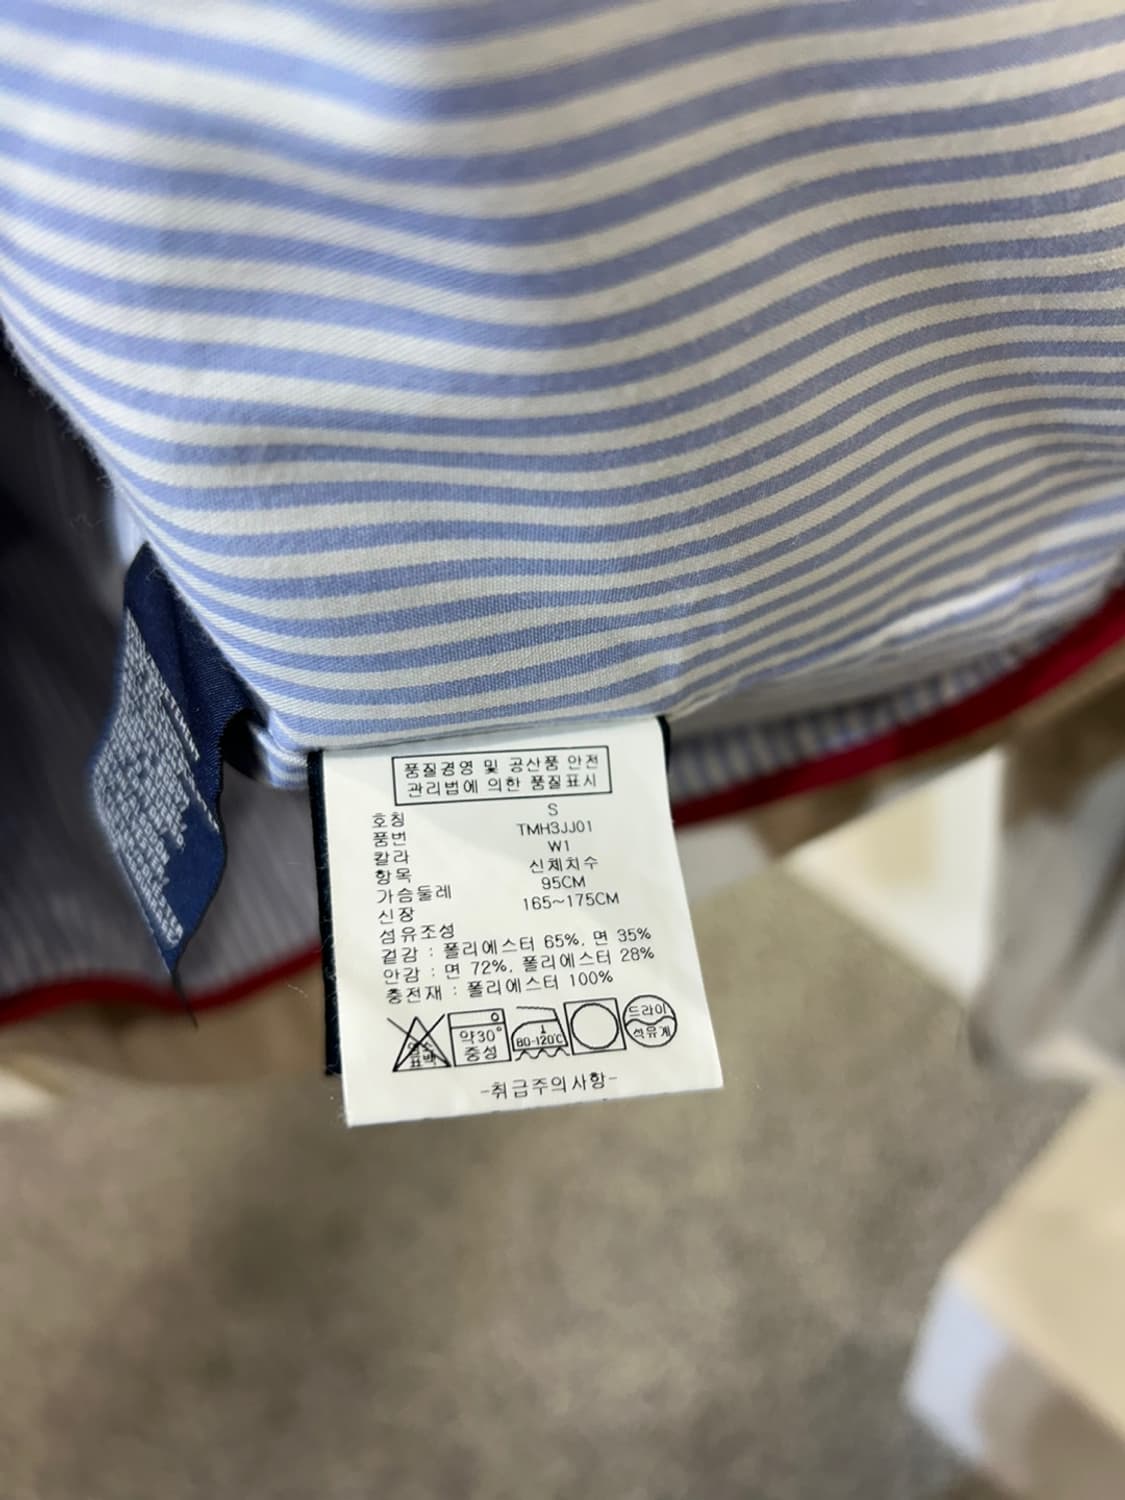 품질경영 및 공산품 안전
관리법에 의한 품질표시
호칭 S
품번 TMH3JJ01
칼라 W1
항목 신체치수
가슴둘레 95CM
신장 165~175CM
섬유조성
겉감 : 폴리에스터 65%, 면 35%
안감 : 면 72%, 폴리에스터 28%
충전재 : 폴리에스터 100%
염소 표백
약30° 중성
80-120℃
드라이 석유계
-취급주의사항-